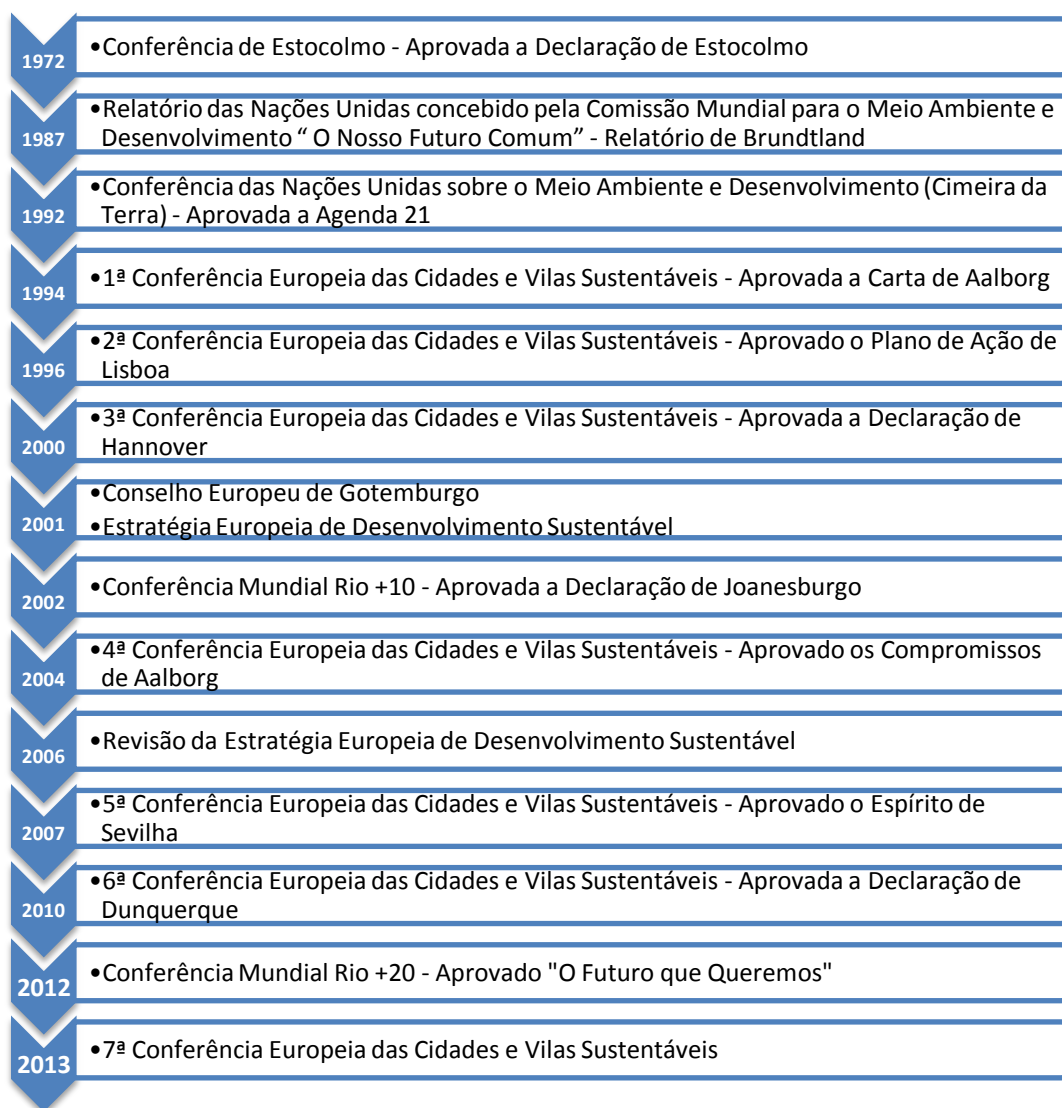 1972
•Conferência de Estocolmo - Aprovada a Declaração de Estocolmo
1987
•Relatório das Nações Unidas concebido pela Comissão Mundial para o Meio Ambiente e
Desenvolvimento “ O Nosso Futuro Comum” - Relatório de Brundtland
1992
•Conferência das Nações Unidas sobre o Meio Ambiente e Desenvolvimento (Cimeira da
Terra) - Aprovada a Agenda 21
1994
•1ª Conferência Europeia das Cidades e Vilas Sustentáveis - Aprovada a Carta de Aalborg
1996
•2ª Conferência Europeia das Cidades e Vilas Sustentáveis - Aprovado o Plano de Ação de
Lisboa
2000
•3ª Conferência Europeia das Cidades e Vilas Sustentáveis - Aprovada a Declaração de
Hannover
2001
•Conselho Europeu de Gotemburgo
•Estratégia Europeia de Desenvolvimento Sustentável
2002
•Conferência Mundial Rio +10 - Aprovada a Declaração de Joanesburgo
2004
•4ª Conferência Europeia das Cidades e Vilas Sustentáveis - Aprovado os Compromissos
de Aalborg
2006
•Revisão da Estratégia Europeia de Desenvolvimento Sustentável
2007
•5ª Conferência Europeia das Cidades e Vilas Sustentáveis - Aprovado o Espírito de
Sevilha
2010
•6ª Conferência Europeia das Cidades e Vilas Sustentáveis - Aprovada a Declaração de
Dunquerque
2012
•Conferência Mundial Rio +20 - Aprovado "O Futuro que Queremos"
2013
•7ª Conferência Europeia das Cidades e Vilas Sustentáveis